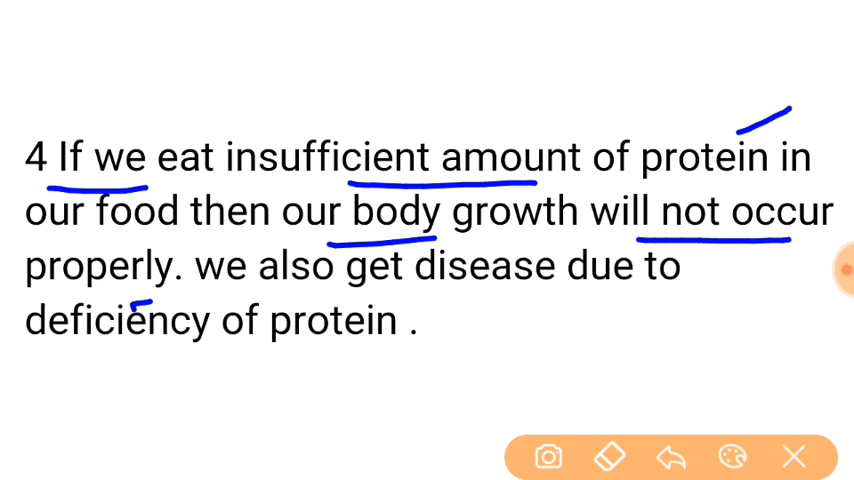 4 If we eat insufficient amount of protein in
our food then our body growth will not occur
properly. we also get disease due to
deficiency of protein .